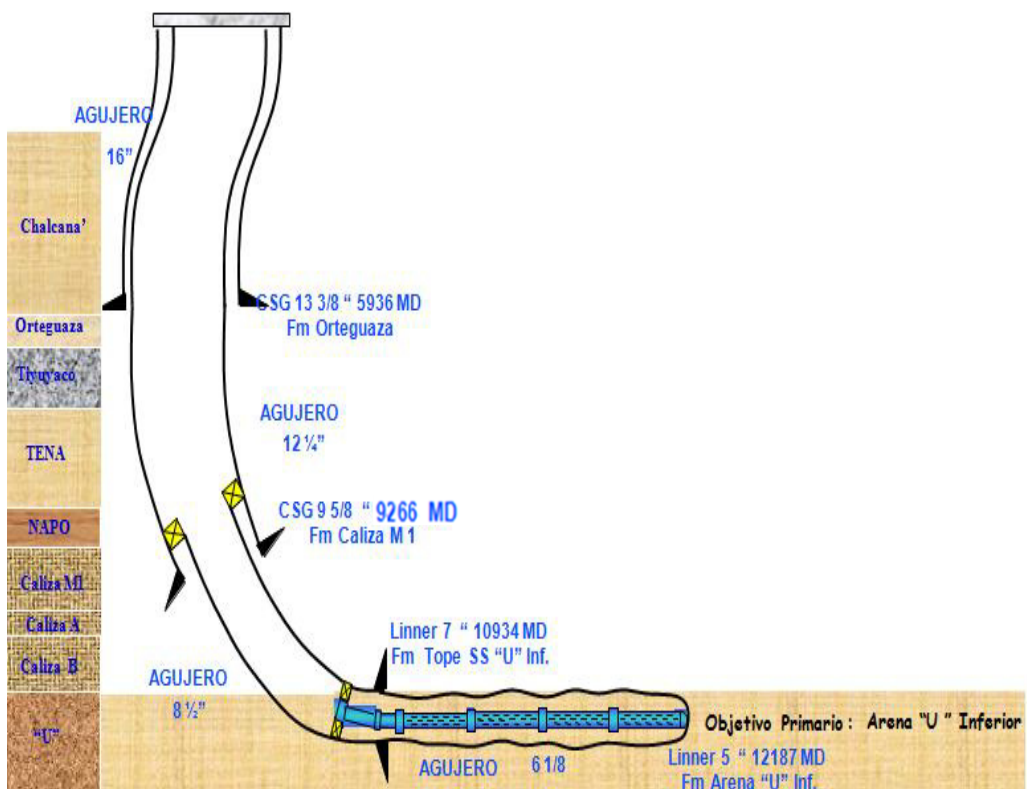 AGUJERO
16”
Chalcana’
CSG 13 3/8 “ 5936 MD
Fm Orteguaza
Orteguaza
Tiyuyaco
AGUJERO
12 ¼”
TENA
CSG 9 5/8 “ 9266 MD
Fm Caliza M 1
NAPO
Caliza M1
Caliza A
Caliza B
Linner 7 “ 10934 MD
Fm Tope SS “U” Inf.
AGUJERO
8 ½”
“U”
Objetivo Primario : Arena “U ” Inferior
AGUJERO 6 1/8
Linner 5 “ 12187 MD
Fm Arena “U” Inf.